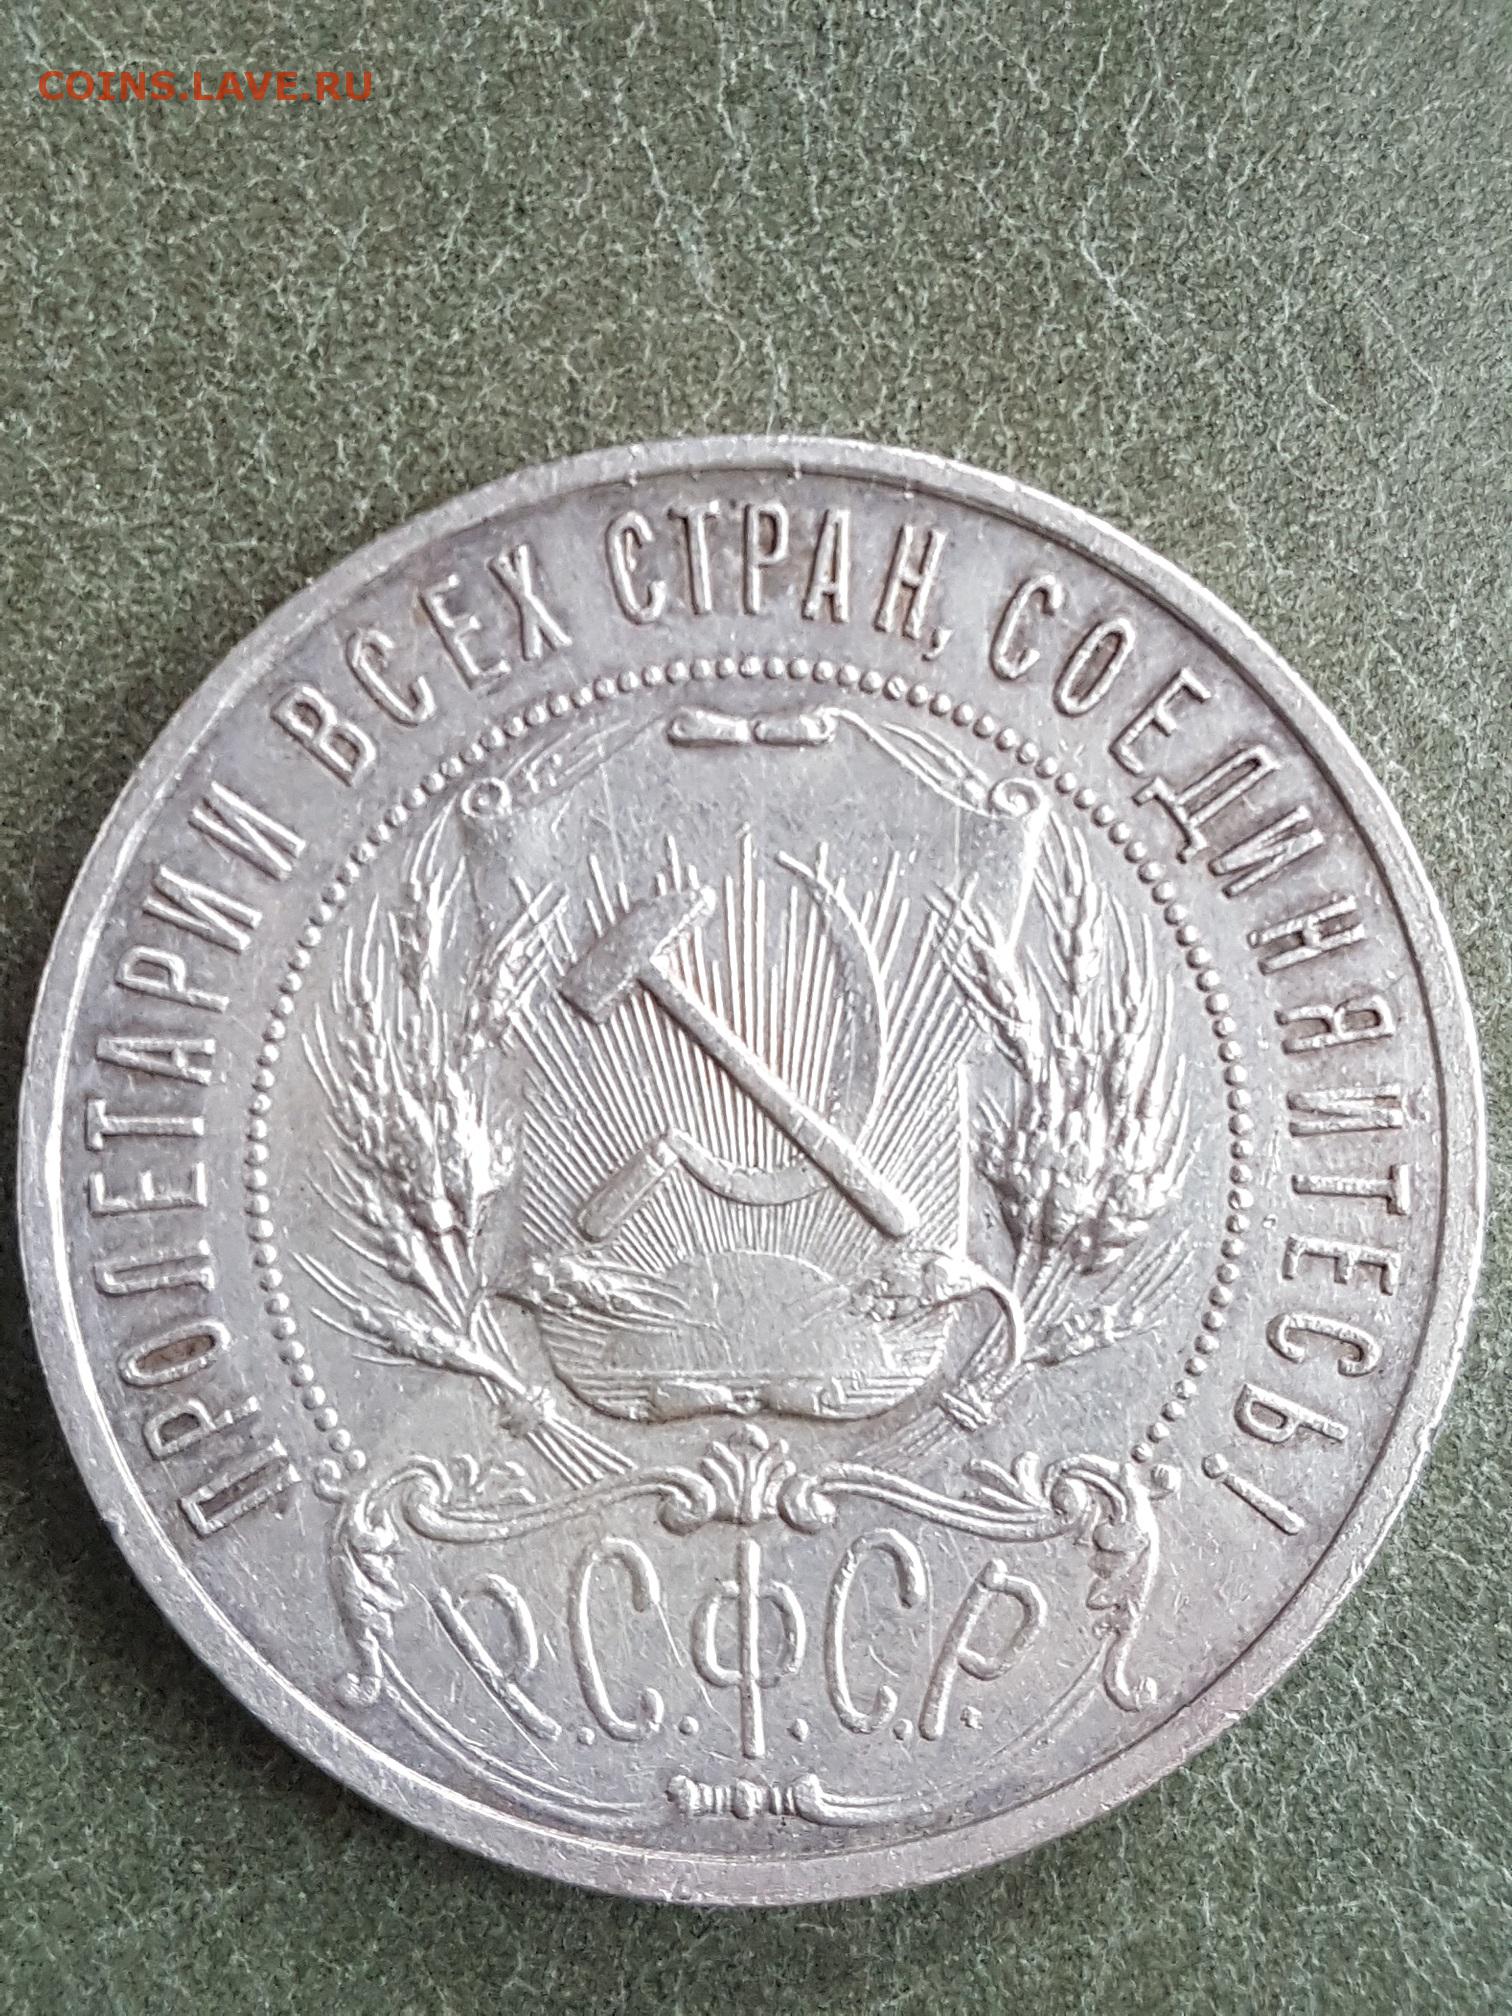 COINS.LAVE.RU
ПРОЛЕТАРИИ ВСЕХ СТРАН, СОЕДИНЯЙТЕСЬ!
Р.С.Ф.С.Р.